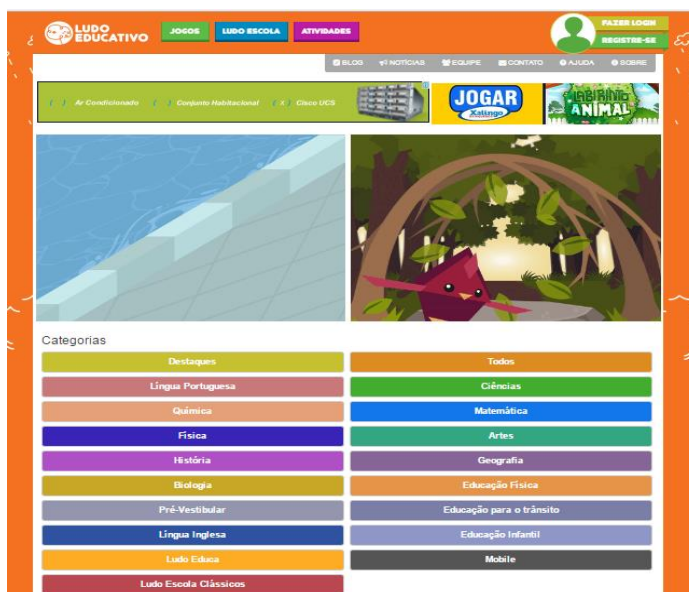 LUDO
EDUCATIVO
JOGOS
LUDO ESCOLA
ATIVIDADES
FAZER LOGIN
REGISTRE-SE
BLOG
NOTÍCIAS
EQUIPE
CONTATO
AJUDA
SOBRE
( ) Ar Condicionado ( ) Conjunto Habitacional ( x ) Cisco UCS
JOGAR
Xalingo
LABIRINTO
ANIMAL
Categorias
Destaques
Todos
Língua Portuguesa
Ciências
Química
Matemática
Física
Artes
História
Geografia
Biologia
Educação Física
Pré-Vestibular
Educação para o trânsito
Língua Inglesa
Educação Infantil
Ludo Educa
Mobile
Ludo Escola Clássicos